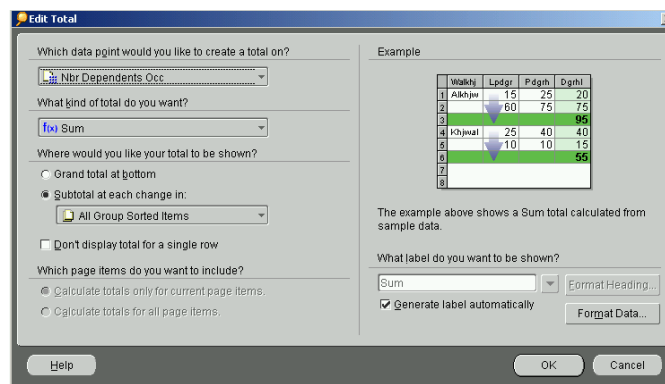 Edit Total
Which data point would you like to create a total on?
Nbr Dependents Occ
What kind of total do you want?
f(x) Sum
Where would you like your total to be shown?
Grand total at bottom
Subtotal at each change in:
All Group Sorted Items
Don't display total for a single row
Which page items do you want to include?
Calculate totals only for current page items.
Calculate totals for all page items.
Example
Walkhj Lpdgr Pdgrh Dgrhl
1 Alkhjw 15 25 20
2 60 75 75
3 95
4 Khjwal 25 40 40
5 10 10 15
6 55
7
8
The example above shows a Sum total calculated from
sample data.
What label do you want to be shown?
Sum
Format Heading...
Generate label automatically
Format Data...
Help
OK
Cancel